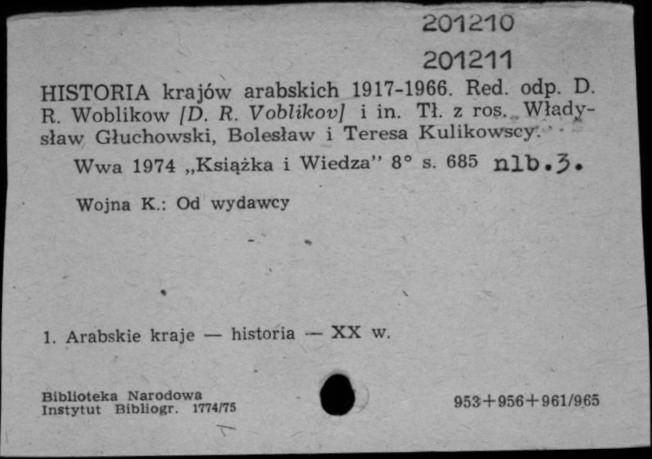 201210
201211
HISTORIA krajów arabskich 1917-1966. Red. odp. D.
R. Woblikow [D. R. Voblikov] i in. Tł. z ros. Włady-
sław Głuchowski, Bolesław i Teresa Kulikowscy.
Wwa 1974 „Książka i Wiedza” 8° s. 685 nlb.3.
Wojna K.: Od wydawcy
1. Arabskie kraje — historia — XX w.
Biblioteka Narodowa
Instytut Bibliogr. 1774/75
953+956+961/965